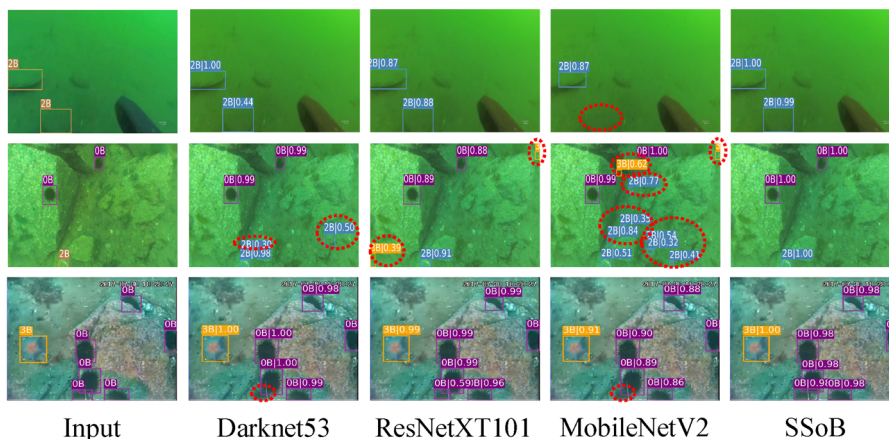 2B 2B
2B|1.00 2B|0.44
2B|0.87 2B|0.88
2B|0.87
2B|1.00 2B|0.99
0B 0B 2B
0B|0.99 0B|0.99 2B|0.50 2B|0.30 2B|0.98
0B|0.88 0B|0.89 2B|0.91
0B|1.00 3B|0.62 0B|0.99 2B|0.77 2B|0.35 2B|0.84 2B|0.54 2B|0.32 2B|0.51 2B|0.41
0B|1.00 0B|1.00 2B|1.00
0B 3B 0B 0B 0B 0B 0B
0B|0.98 3B|1.00 0B|1.00 0B|1.00 0B|0.99
0B|0.99 3B|0.99 0B|0.99 0B|0.99 0B|0.59 0B|0.96
0B|0.88 3B|0.91 0B|0.90 0B|0.89 0B|0.86
0B|0.98 3B|1.00 0B|0.98 0B|0.98 0B|0.98
Input Darknet53 ResNetXT101 MobileNetV2 SSoB